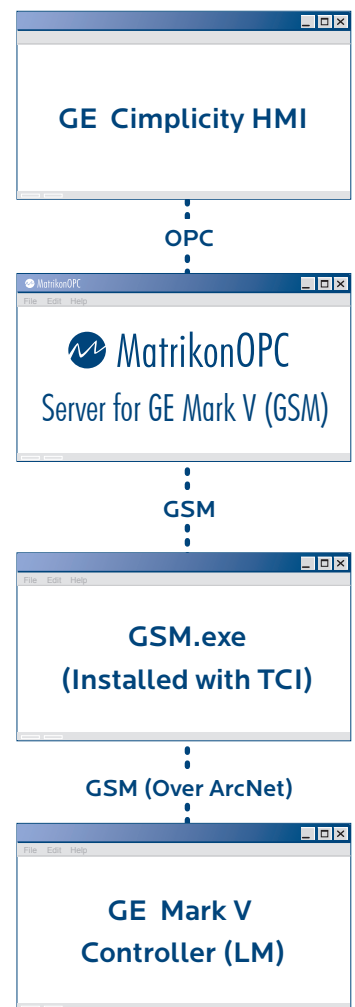 GE Cimplicity HMI
OPC
MatrikonOPC
File Edit Help
MatrikonOPC
Server for GE Mark V (GSM)
GSM
File Edit Help
GSM.exe
(Installed with TCI)
GSM (Over ArcNet)
File Edit Help
GE Mark V
Controller (LM)